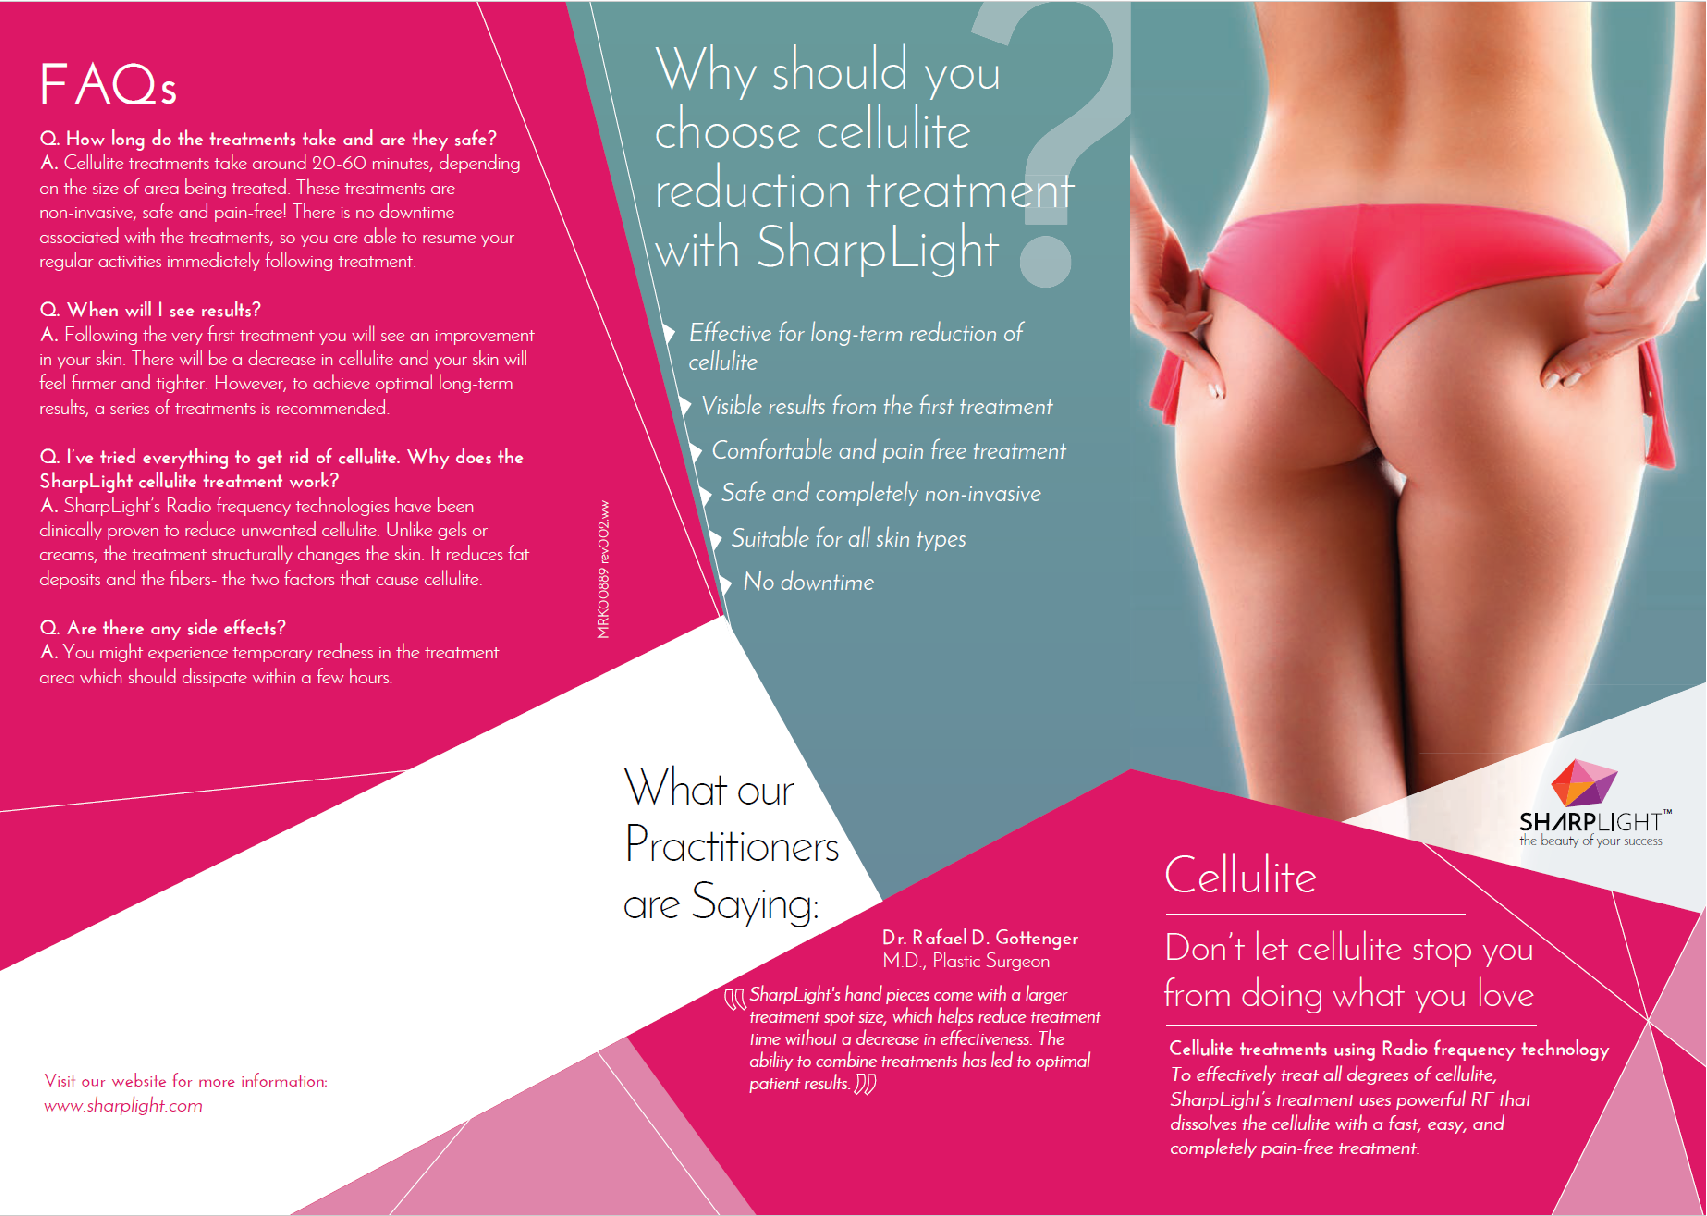 FAQs
Q. How long do the treatments take and are they safe?
A. Cellulite treatments take around 20-60 minutes, depending
on the size of area being treated. These treatments are
non-invasive, safe and pain-free! There is no downtime
associated with the treatments, so you are able to resume your
regular activities immediately following treatment.
Q. When will I see results?
A. Following the very first treatment you will see an improvement
in your skin. There will be a decrease in cellulite and your skin will
feel firmer and tighter. However, to achieve optimal long-term
results, a series of treatments is recommended.
Q. I've tried everything to get rid of cellulite. Why does the
SharpLight cellulite treatment work?
A. SharpLight's Radio frequency technologies have been
clinically proven to reduce unwanted cellulite. Unlike gels or
creams, the treatment structurally changes the skin. It reduces fat
deposits and the fibers- the two factors that cause cellulite.
Q. Are there any side effects?
A. You might experience temporary redness in the treatment
area which should dissipate within a few hours.
MRK00889 rev002.ww
Visit our website for more information:
www.sharplight.com
Why should you
choose cellulite
reduction treatment
with SharpLight
?
Effective for long-term reduction of
cellulite
Visible results from the first treatment
Comfortable and pain free treatment
Safe and completely non-invasive
Suitable for all skin types
No downtime
What our
Practitioners
are Saying:
Dr. Rafael D. Gottenger
M.D., Plastic Surgeon
"SharpLight's hand pieces come with a larger
treatment spot size, which helps reduce treatment
time without a decrease in effectiveness. The
ability to combine treatments has led to optimal
patient results."
SHARPLIGHT™
the beauty of your success
Cellulite
Don't let cellulite stop you
from doing what you love
Cellulite treatments using Radio frequency technology
To effectively treat all degrees of cellulite,
SharpLight's treatment uses powerful RF that
dissolves the cellulite with a fast, easy, and
completely pain-free treatment.